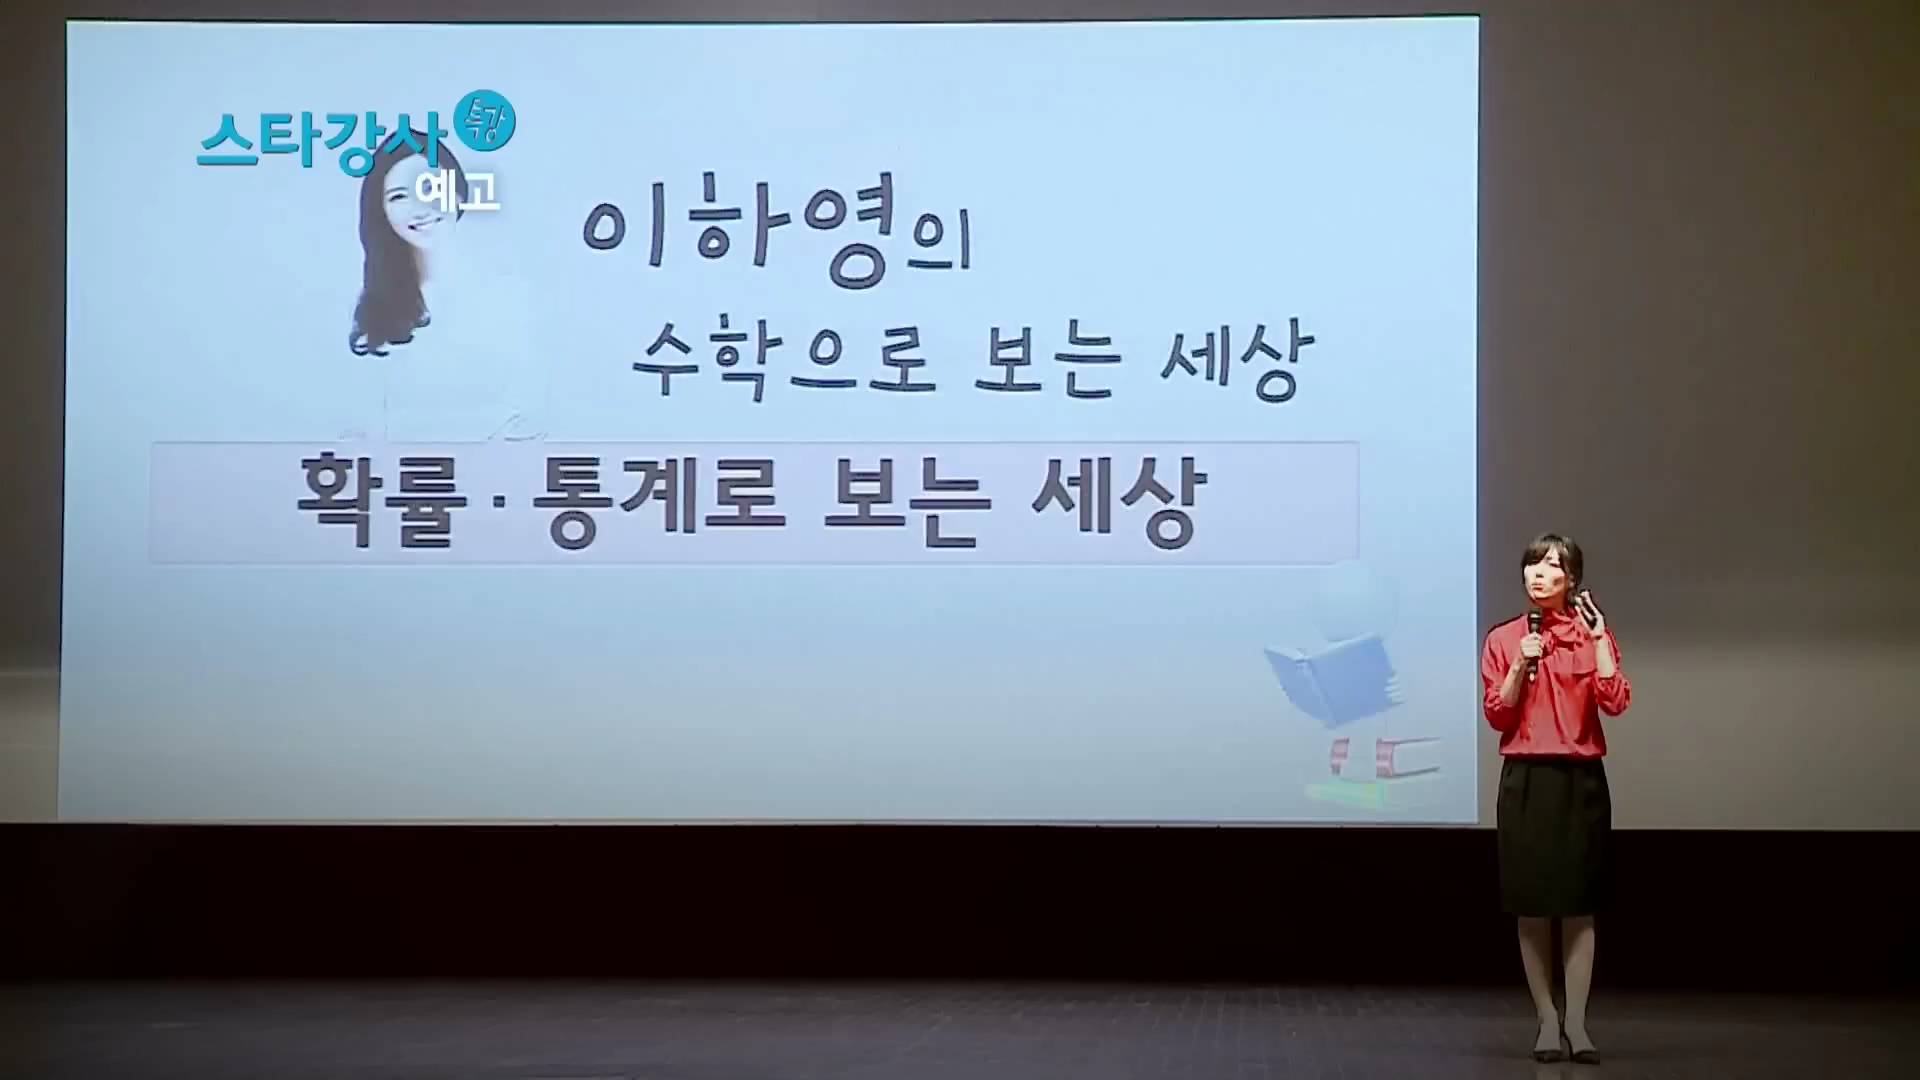 스타강사 특강
예고
이하영의
수학으로 보는 세상
확률·통계로 보는 세상